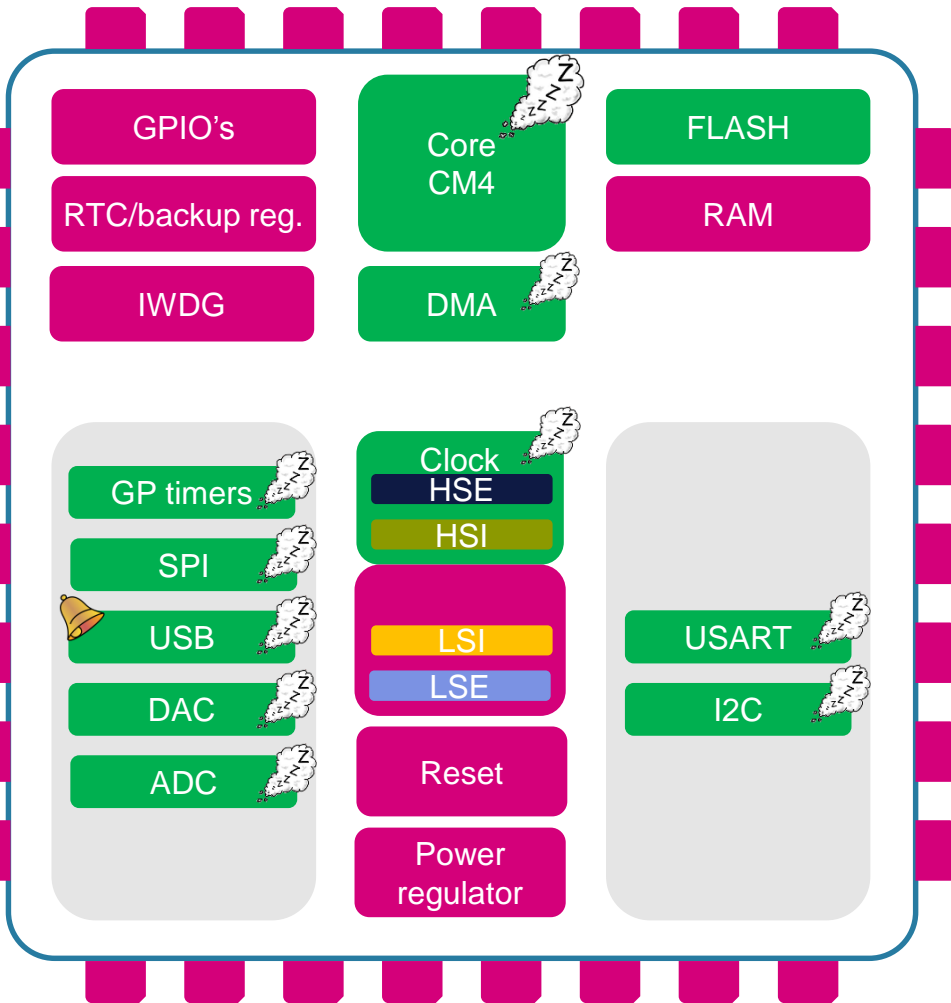 GPIO’s
RTC/backup reg.
IWDG
Core
CM4
z z z Z Z Z
DMA
z z z Z Z Z
FLASH
RAM
GP timers
z z z Z Z Z
SPI
z z z Z Z Z
USB
z z z Z Z Z
DAC
z z z Z Z Z
ADC
z z z Z Z Z
Clock
z z z Z Z Z
HSE
HSI
LSI
LSE
Reset
Power
regulator
USART
z z z Z Z Z
I2C
z z z Z Z Z